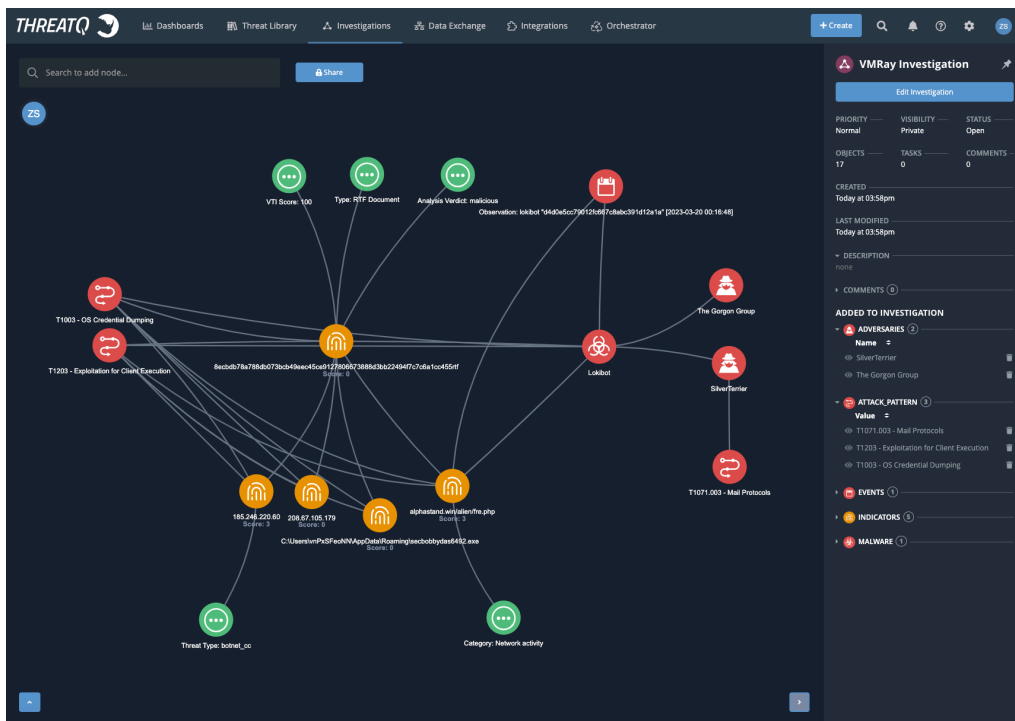 THREATQ
Dashboards
Threat Library
Investigations
Data Exchange
Integrations
Orchestrator
+ Create
ZS
Search to add node...
Share
ZS
VTI Score: 100
Type: RTF Document
Analysis Verdict: malicious
Observation: lokibot "d4d0e5cc79012fc667c8abc391d12a1a" [2023-03-20 00:16:48]
T1003 - OS Credential Dumping
The Gorgon Group
T1203 - Exploitation for Client Execution
8ecbdb78a788db073bcb49eec45ce9127806673888d3bb22494f7c7c6a1cc455rtf
Score: 0
Lokibot
SilverTerrier
T1071.003 - Mail Protocols
185.246.220.60
Score: 3
208.67.105.179
Score: 0
alphastand.win/alien/fre.php
Score: 3
C:\Users\vnPxSFeoNN\AppData\Roaming\secbobbydas6492.exe
Score: 0
Threat Type: botnet_cc
Category: Network activity
VMRay Investigation
Edit Investigation
PRIORITY VISIBILITY STATUS
Normal Private Open
OBJECTS TASKS COMMENTS
17 0 0
CREATED
Today at 03:58pm
LAST MODIFIED
Today at 03:58pm
DESCRIPTION
none
COMMENTS 0
ADDED TO INVESTIGATION
ADVERSARIES 2
Name
SilverTerrier
The Gorgon Group
ATTACK_PATTERN 3
Value
T1071.003 - Mail Protocols
T1203 - Exploitation for Client Execution
T1003 - OS Credential Dumping
EVENTS 1
INDICATORS 5
MALWARE 1